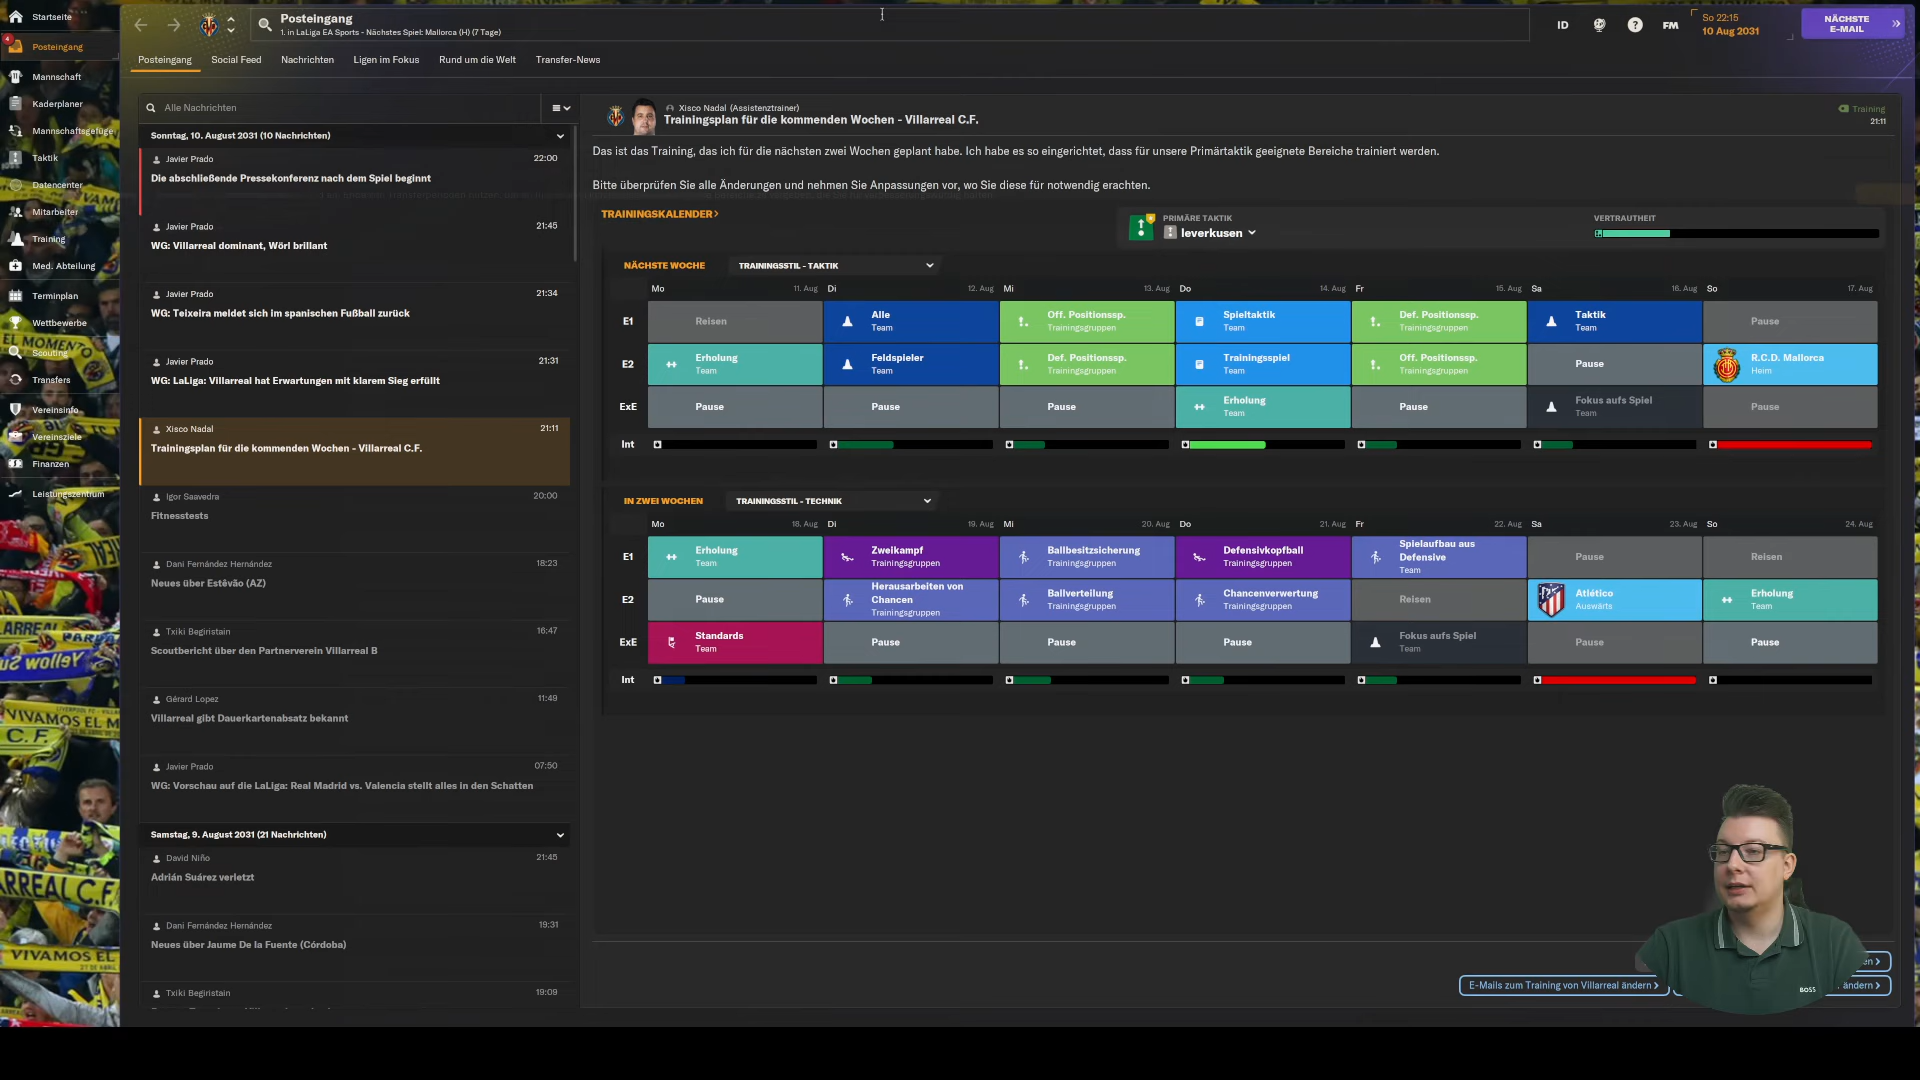 Startseite
Posteingang
Mannschaft
Kaderplaner
Mannschaftsgefüge
Taktik
Datencenter
Mitarbeiter
Training
Med. Abteilung
Terminplan
Wettbewerbe
Scouting
Transfers
Vereinsinfo
Vereinsziele
Finanzen
Leistungszentrum
4
Posteingang
1. in LaLiga EA Sports - Nächstes Spiel: Mallorca (H) (7 Tage)
ID
FM
So 22:15
10 Aug 2031
NÄCHSTE
E-MAIL
Posteingang Social Feed Nachrichten Ligen im Fokus Rund um die Welt Transfer-News
Alle Nachrichten
Sonntag, 10. August 2031 (10 Nachrichten)
Javier Prado 22:00
Die abschließende Pressekonferenz nach dem Spiel beginnt
Javier Prado 21:45
WG: Villarreal dominant, Wörl brillant
Javier Prado 21:34
WG: Teixeira meldet sich im spanischen Fußball zurück
Javier Prado 21:31
WG: LaLiga: Villarreal hat Erwartungen mit klarem Sieg erfüllt
Xisco Nadal 21:11
Trainingsplan für die kommenden Wochen - Villarreal C.F.
Igor Saavedra 20:00
Fitnesstests
Dani Fernández Hernández 18:23
Neues über Estêvão (AZ)
Txiki Begiristain 16:47
Scoutbericht über den Partnerverein Villarreal B
Gérard Lopez 11:49
Villarreal gibt Dauerkartenabsatz bekannt
Javier Prado 07:50
WG: Vorschau auf die LaLiga: Real Madrid vs. Valencia stellt alles in den Schatten
Samstag, 9. August 2031 (21 Nachrichten)
David Niño 21:45
Adrián Suárez verletzt
Dani Fernández Hernández 19:31
Neues über Jaume De la Fuente (Córdoba)
Txiki Begiristain 19:09
Xisco Nadal (Assistenztrainer)
Trainingsplan für die kommenden Wochen - Villarreal C.F.
Training
21:11
Das ist das Training, das ich für die nächsten zwei Wochen geplant habe. Ich habe es so eingerichtet, dass für unsere Primärtaktik geeignete Bereiche trainiert werden.
Bitte überprüfen Sie alle Änderungen und nehmen Sie Anpassungen vor, wo Sie diese für notwendig erachten.
TRAININGSKALENDER
PRIMÄRE TAKTIK
leverkusen
VERTRAUTHEIT
NÄCHSTE WOCHE TRAININGSSTIL - TAKTIK
Mo 11. Aug Di 12. Aug Mi 13. Aug Do 14. Aug Fr 15. Aug Sa 16. Aug So 17. Aug
E1 Reisen Alle Off. Positionssp. Spieltaktik Def. Positionssp. Taktik Pause
Team Trainingsgruppen Team Trainingsgruppen Team
E2 Erholung Feldspieler Def. Positionssp. Trainingsspiel Off. Positionssp. Pause R.C.D. Mallorca
Team Team Trainingsgruppen Team Trainingsgruppen Heim
ExE Pause Pause Pause Erholung Pause Fokus aufs Spiel Pause
Team Team
Int
IN ZWEI WOCHEN TRAININGSSTIL - TECHNIK
Mo 18. Aug Di 19. Aug Mi 20. Aug Do 21. Aug Fr 22. Aug Sa 23. Aug So 24. Aug
E1 Erholung Zweikampf Ballbesitzsicherung Defensivkopfball Spielaufbau aus Defensive Pause Reisen
Team Trainingsgruppen Trainingsgruppen Trainingsgruppen Team
E2 Pause Herausarbeiten von Chancen Ballverteilung Chancenverwertung Reisen Atlético Erholung
Trainingsgruppen Trainingsgruppen Trainingsgruppen Auswärts Team
ExE Standards Pause Pause Pause Fokus aufs Spiel Pause Pause
Team Team
Int
en
E-Mails zum Training von Villarreal ändern
ändern
BOSS
EL MOMENTO
ARREAL
VIVAMOS EL M
C.F.
ARREAL C.F.
VIVAMOS EL M